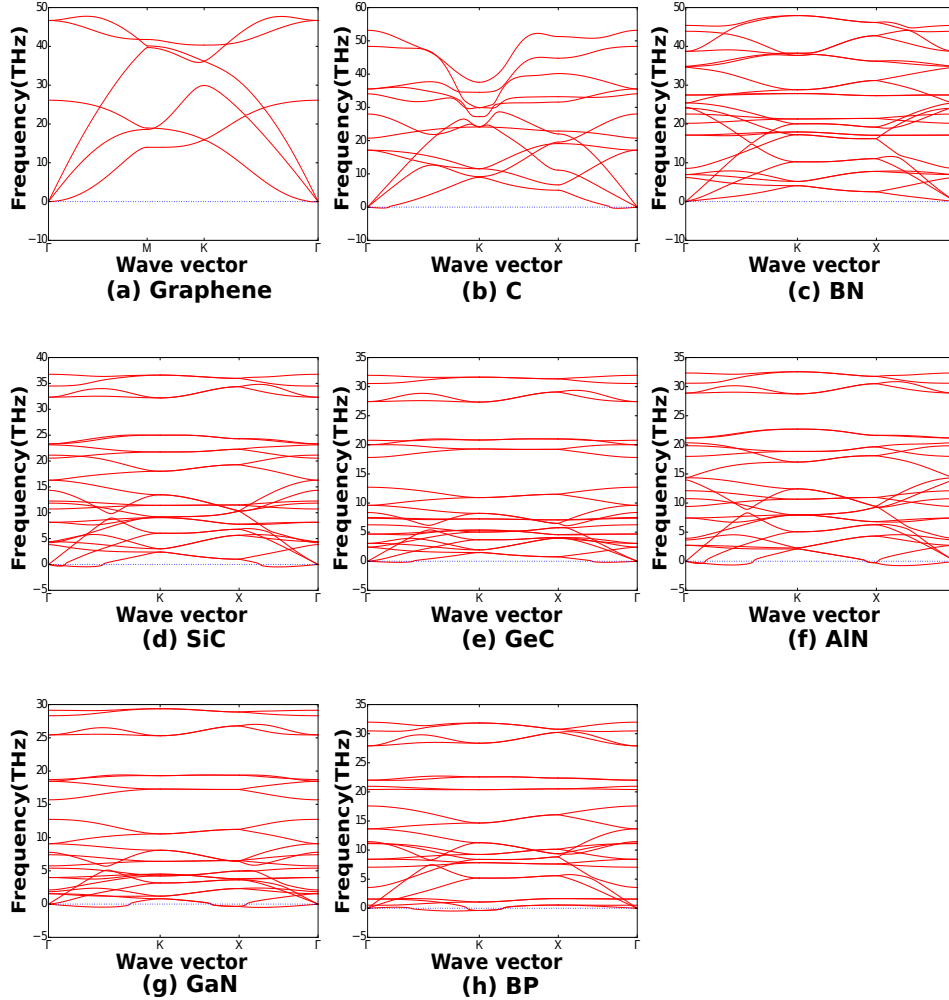 Frequency(THz)
50
40
30
20
10
0
−10
Γ M K Γ
Wave vector
(a) Graphene
Frequency(THz)
60
50
40
30
20
10
0
−10
Γ K X Γ
Wave vector
(b) C
Frequency(THz)
50
40
30
20
10
0
−10
Γ K X
Wave vector
(c) BN
Frequency(THz)
40
35
30
25
20
15
10
5
0
−5
Γ K X Γ
Wave vector
(d) SiC
Frequency(THz)
35
30
25
20
15
10
5
0
−5
Γ K X Γ
Wave vector
(e) GeC
Frequency(THz)
35
30
25
20
15
10
5
0
−5
Γ K X
Wave vector
(f) AlN
Frequency(THz)
30
25
20
15
10
5
0
−5
Γ K X Γ
Wave vector
(g) GaN
Frequency(THz)
35
30
25
20
15
10
5
0
−5
Γ K X Γ
Wave vector
(h) BP